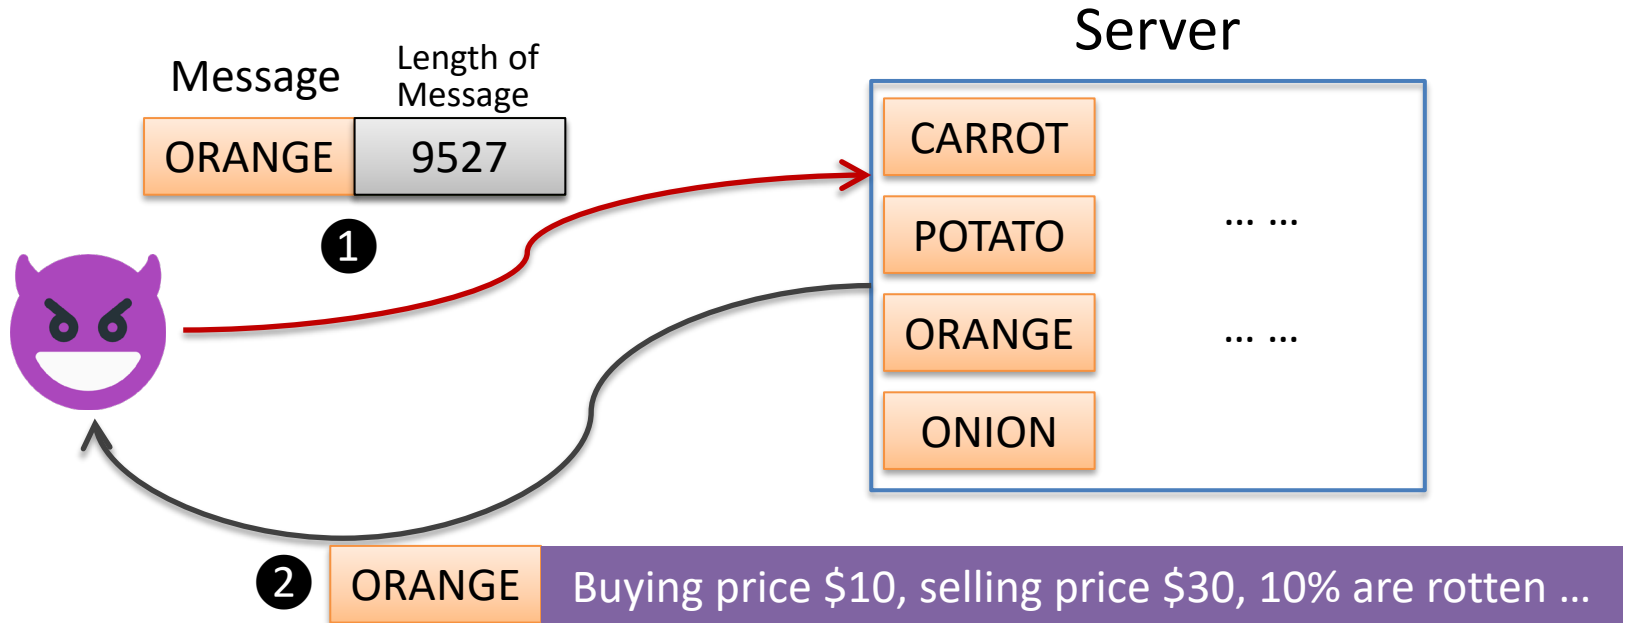 Server
Message
Length of
Message
ORANGE
9527
CARROT
POTATO
... ...
1
ORANGE
... ...
ONION
2
ORANGE
Buying price $10, selling price $30, 10% are rotten ...